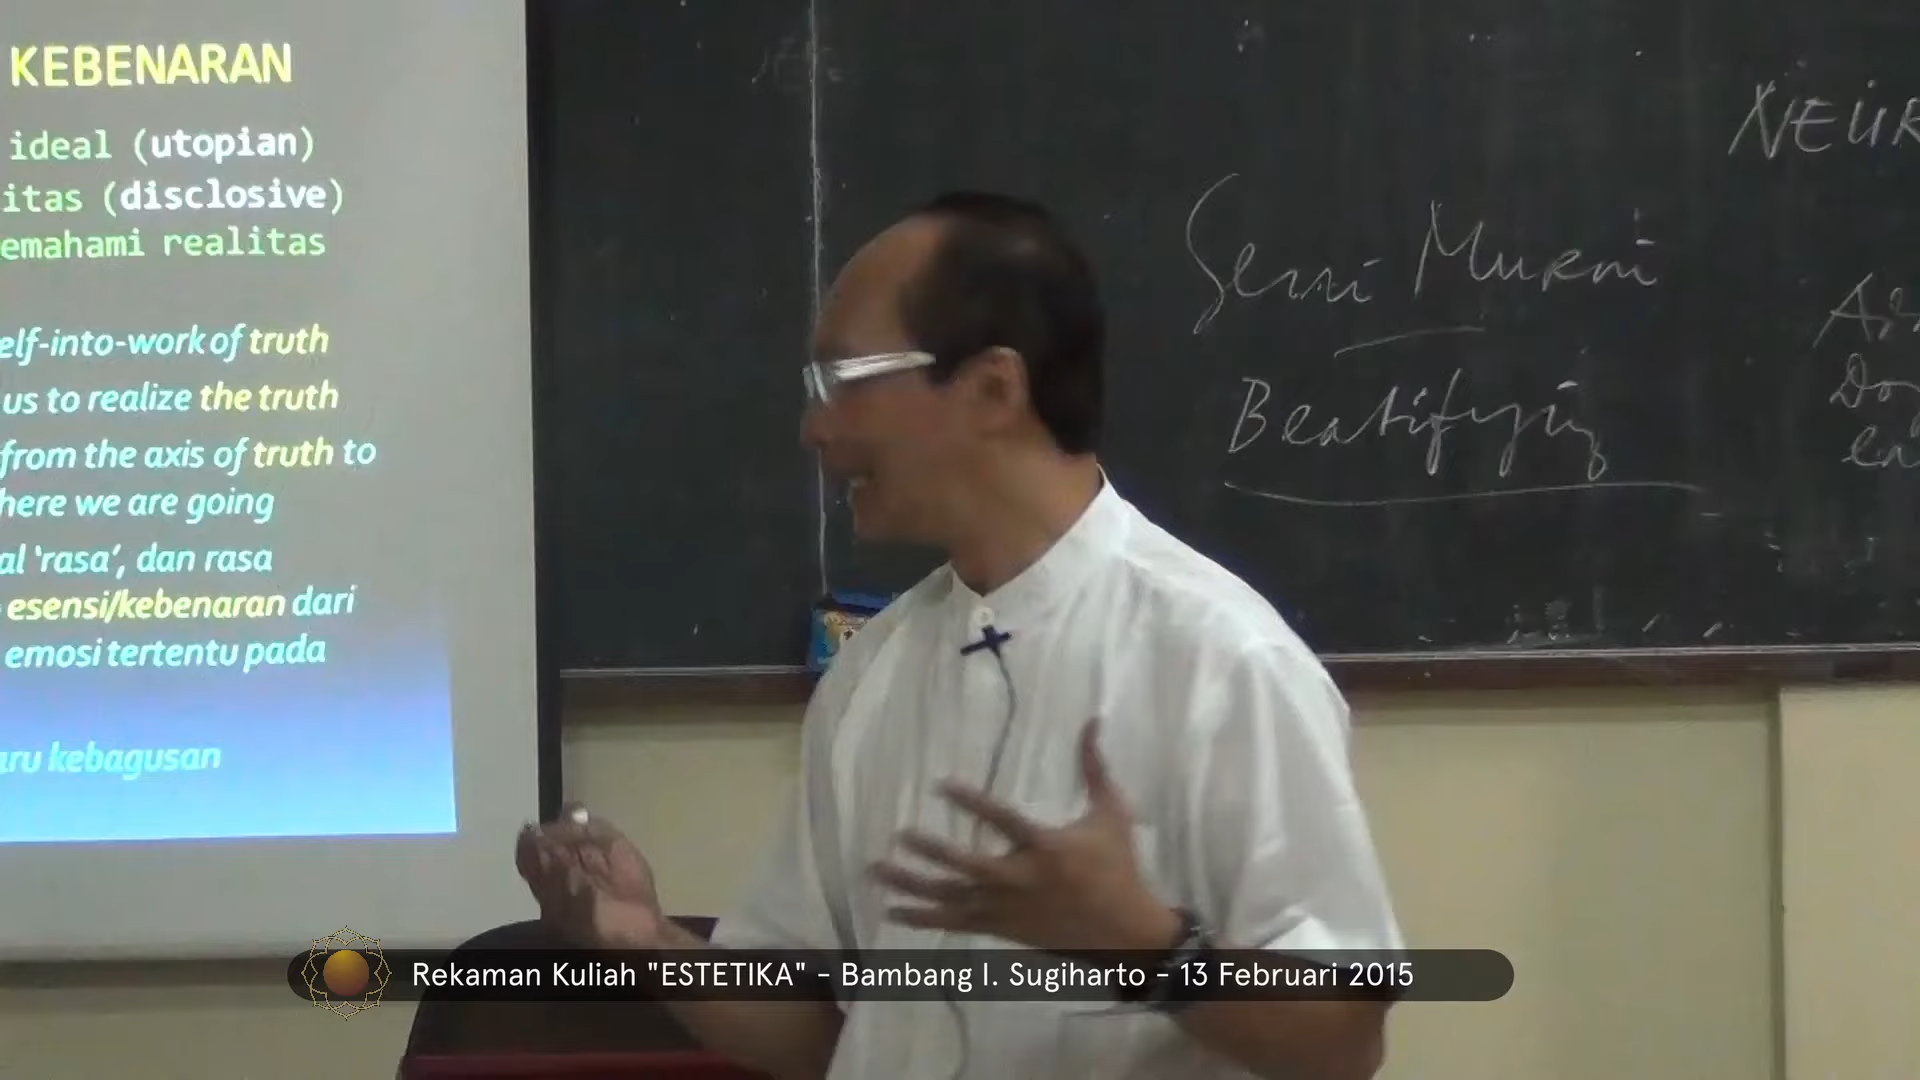 KEBENARAN
ideal (utopian)
itas (disclosive)
emahami realitas
elf-into-work of truth
us to realize the truth
from the axis of truth to
here we are going
al 'rasa', dan rasa
esensi/kebenaran dari
emosi tertentu pada
aru kebagusan
NEUR
Seni Murni
Beatifying
Rekaman Kuliah "ESTETIKA" - Bambang I. Sugiharto - 13 Februari 2015